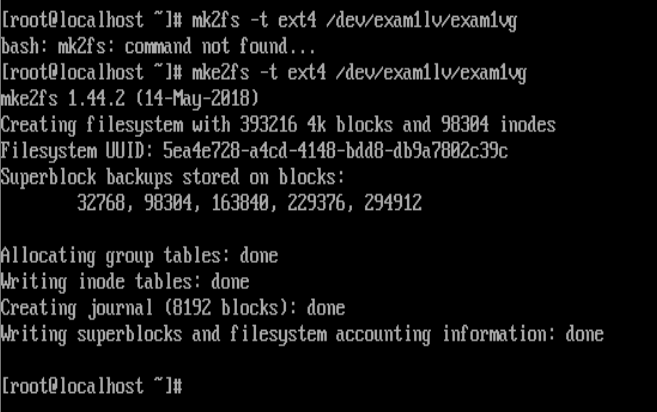 [root@localhost ~]# mk2fs -t ext4 /dev/exam1lv/exam1vg
bash: mk2fs: command not found...
[root@localhost ~]# mke2fs -t ext4 /dev/exam1lv/exam1vg
mke2fs 1.44.2 (14-May-2018)
Creating filesystem with 393216 4k blocks and 98304 inodes
Filesystem UUID: 5ea4e728-a4cd-4148-bdd8-db9a7802c39c
Superblock backups stored on blocks:
        32768, 98304, 163840, 229376, 294912

Allocating group tables: done
Writing inode tables: done
Creating journal (8192 blocks): done
Writing superblocks and filesystem accounting information: done

[root@localhost ~]#